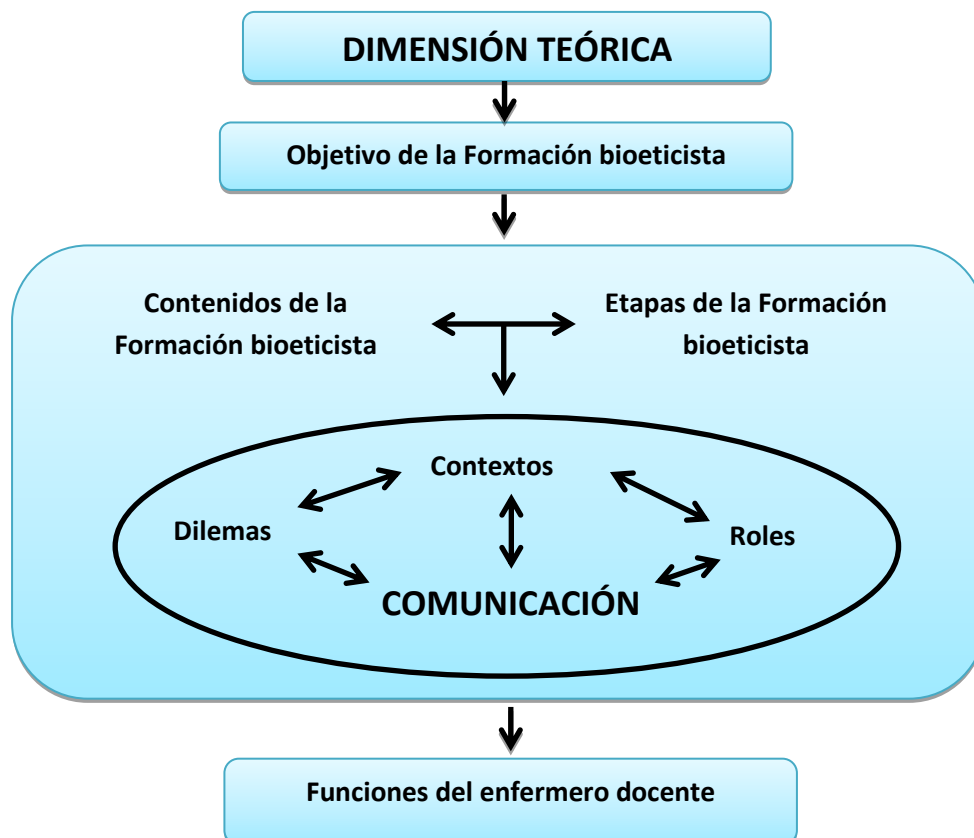 DIMENSIÓN TEÓRICA
Objetivo de la Formación bioeticista
Contenidos de la
Formación bioeticista
Etapas de la Formación
bioeticista
Contextos
Dilemas
Roles
COMUNICACIÓN
Funciones del enfermero docente